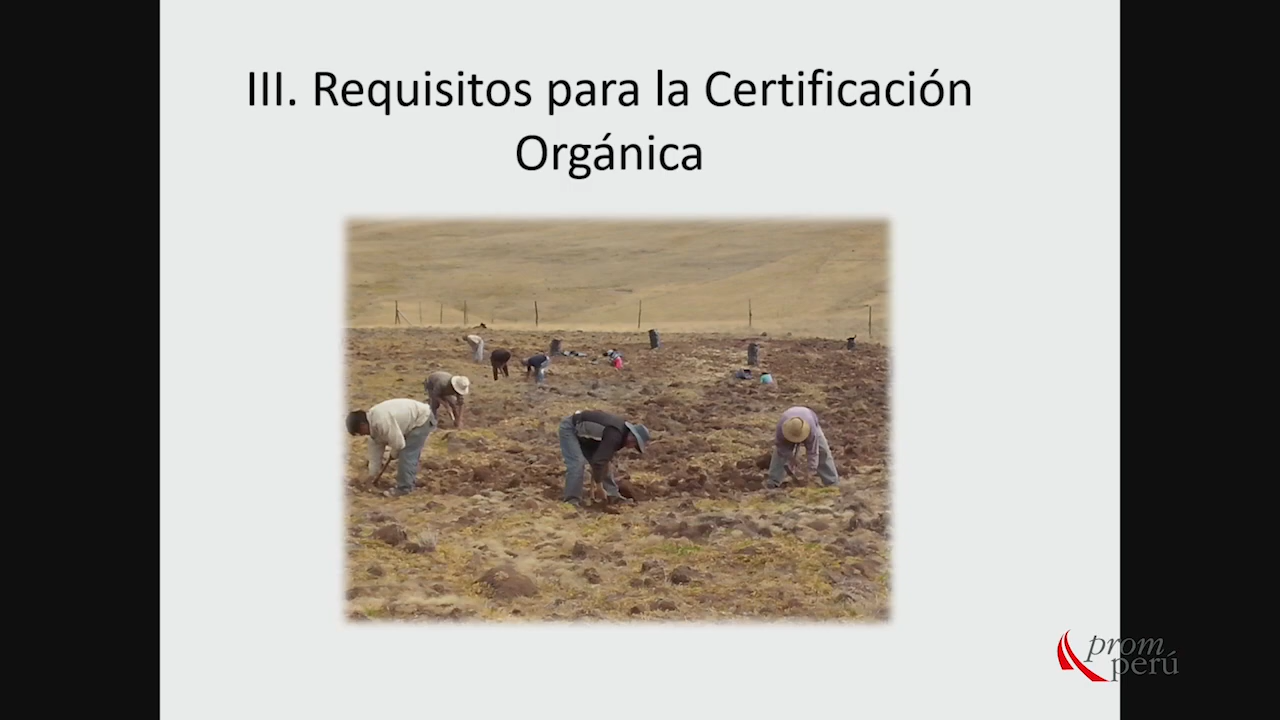 III. Requisitos para la Certificación
Orgánica
prom
perú